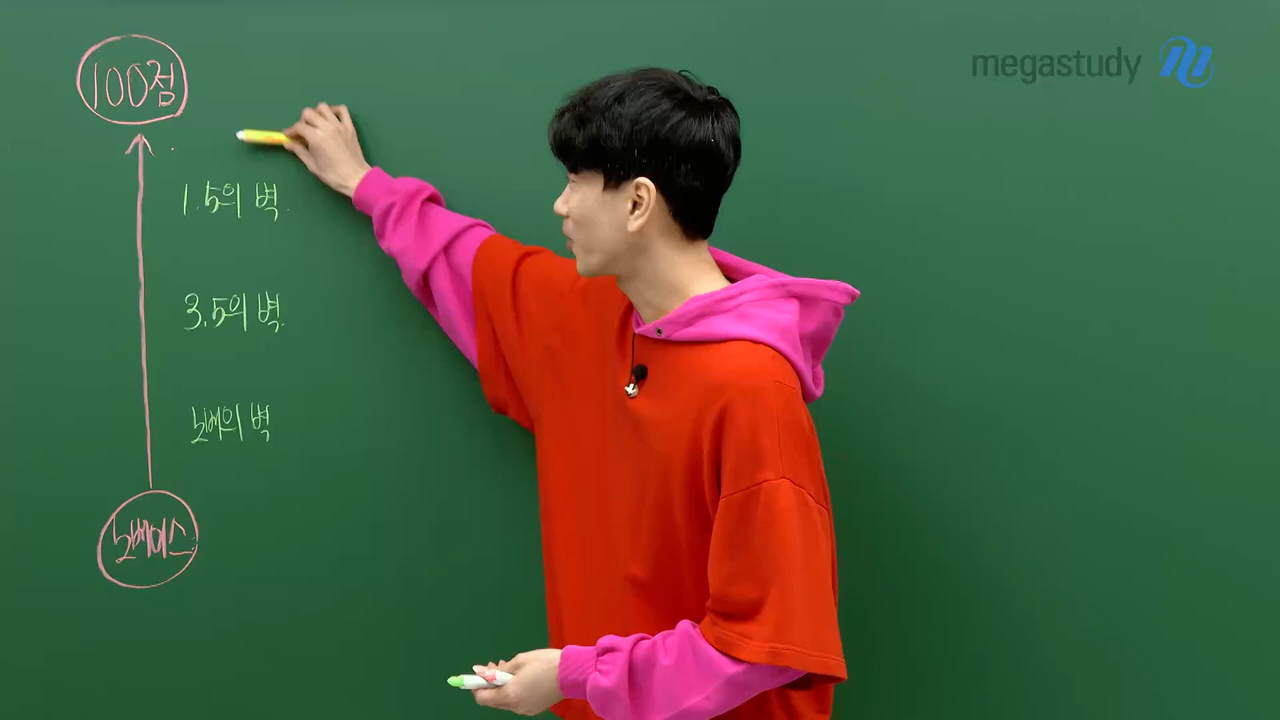 100점
megastudy
1.5의 벽.
3.5의 벽.
노베의 벽
노베이스